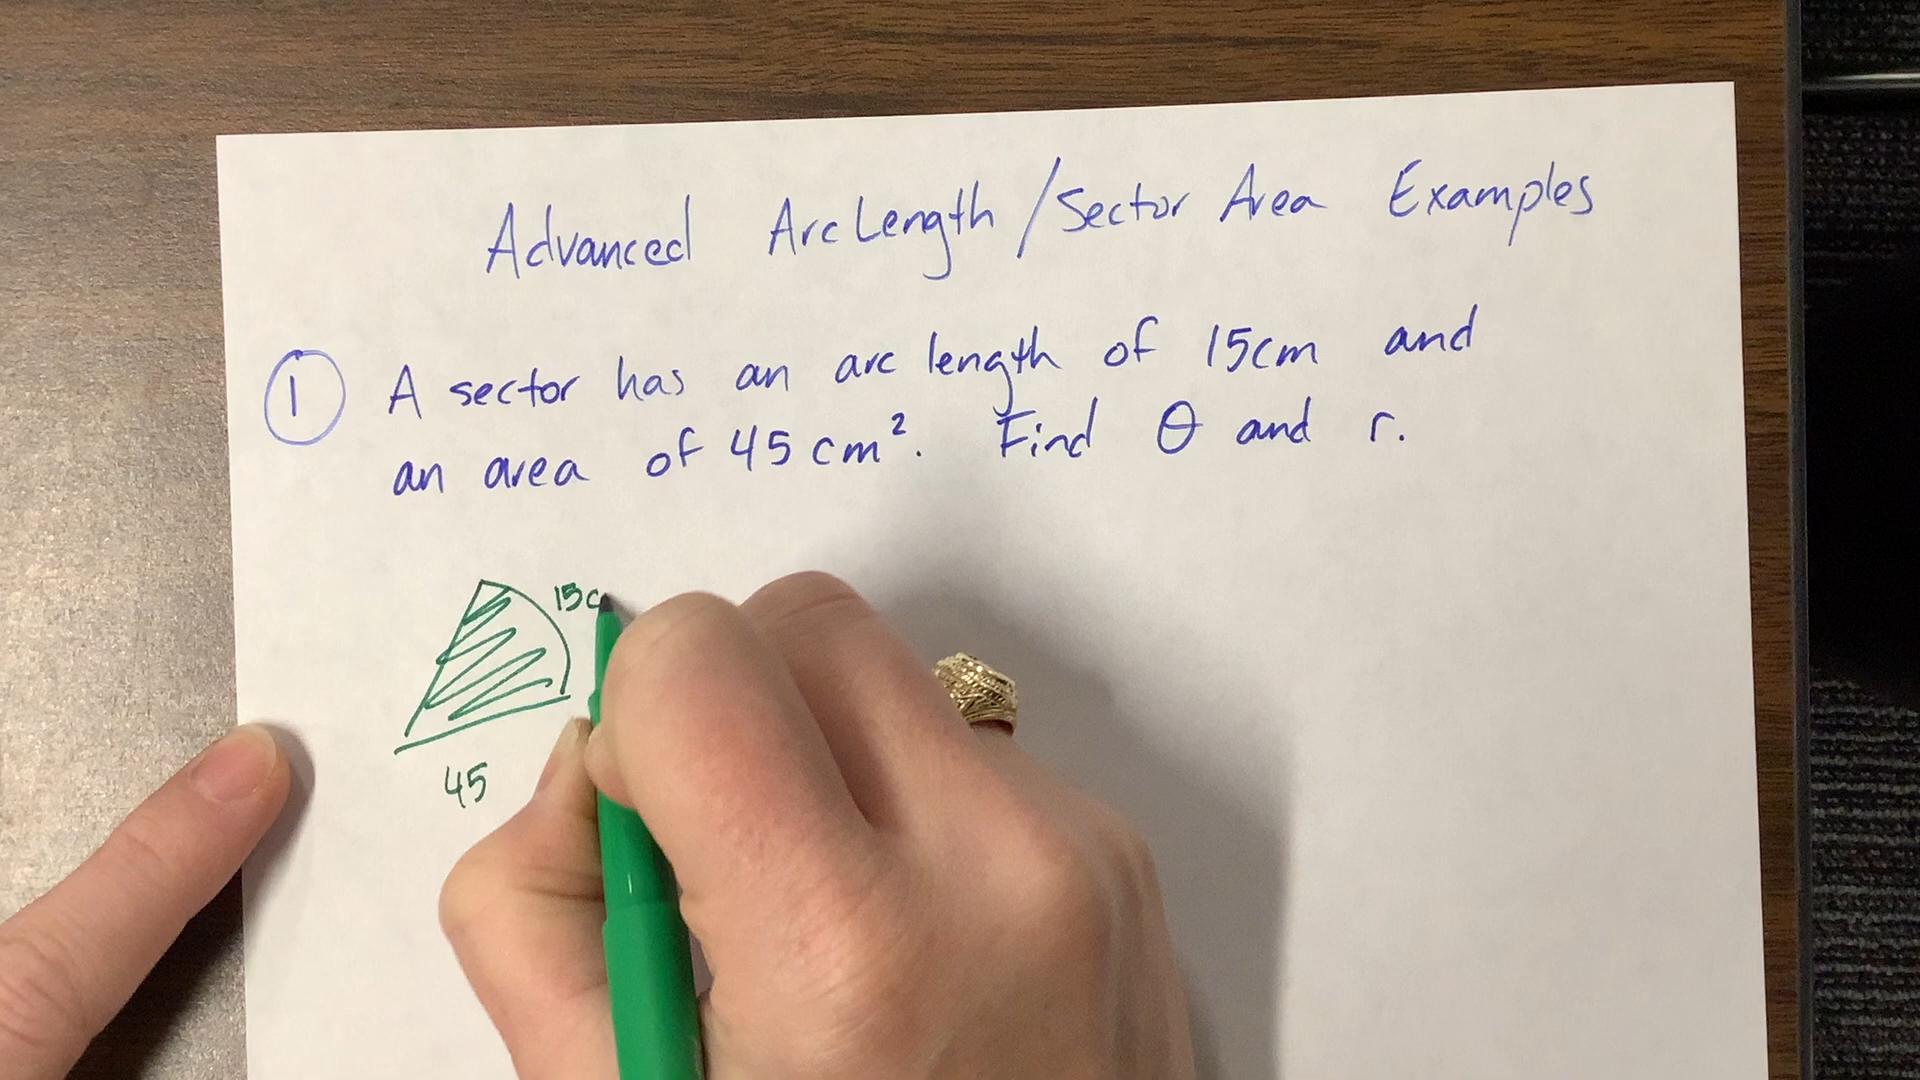 Advanced Arc Length / Sector Area Examples
① A sector has an arc length of 15cm and
an area of 45 cm². Find θ and r.
15c
45